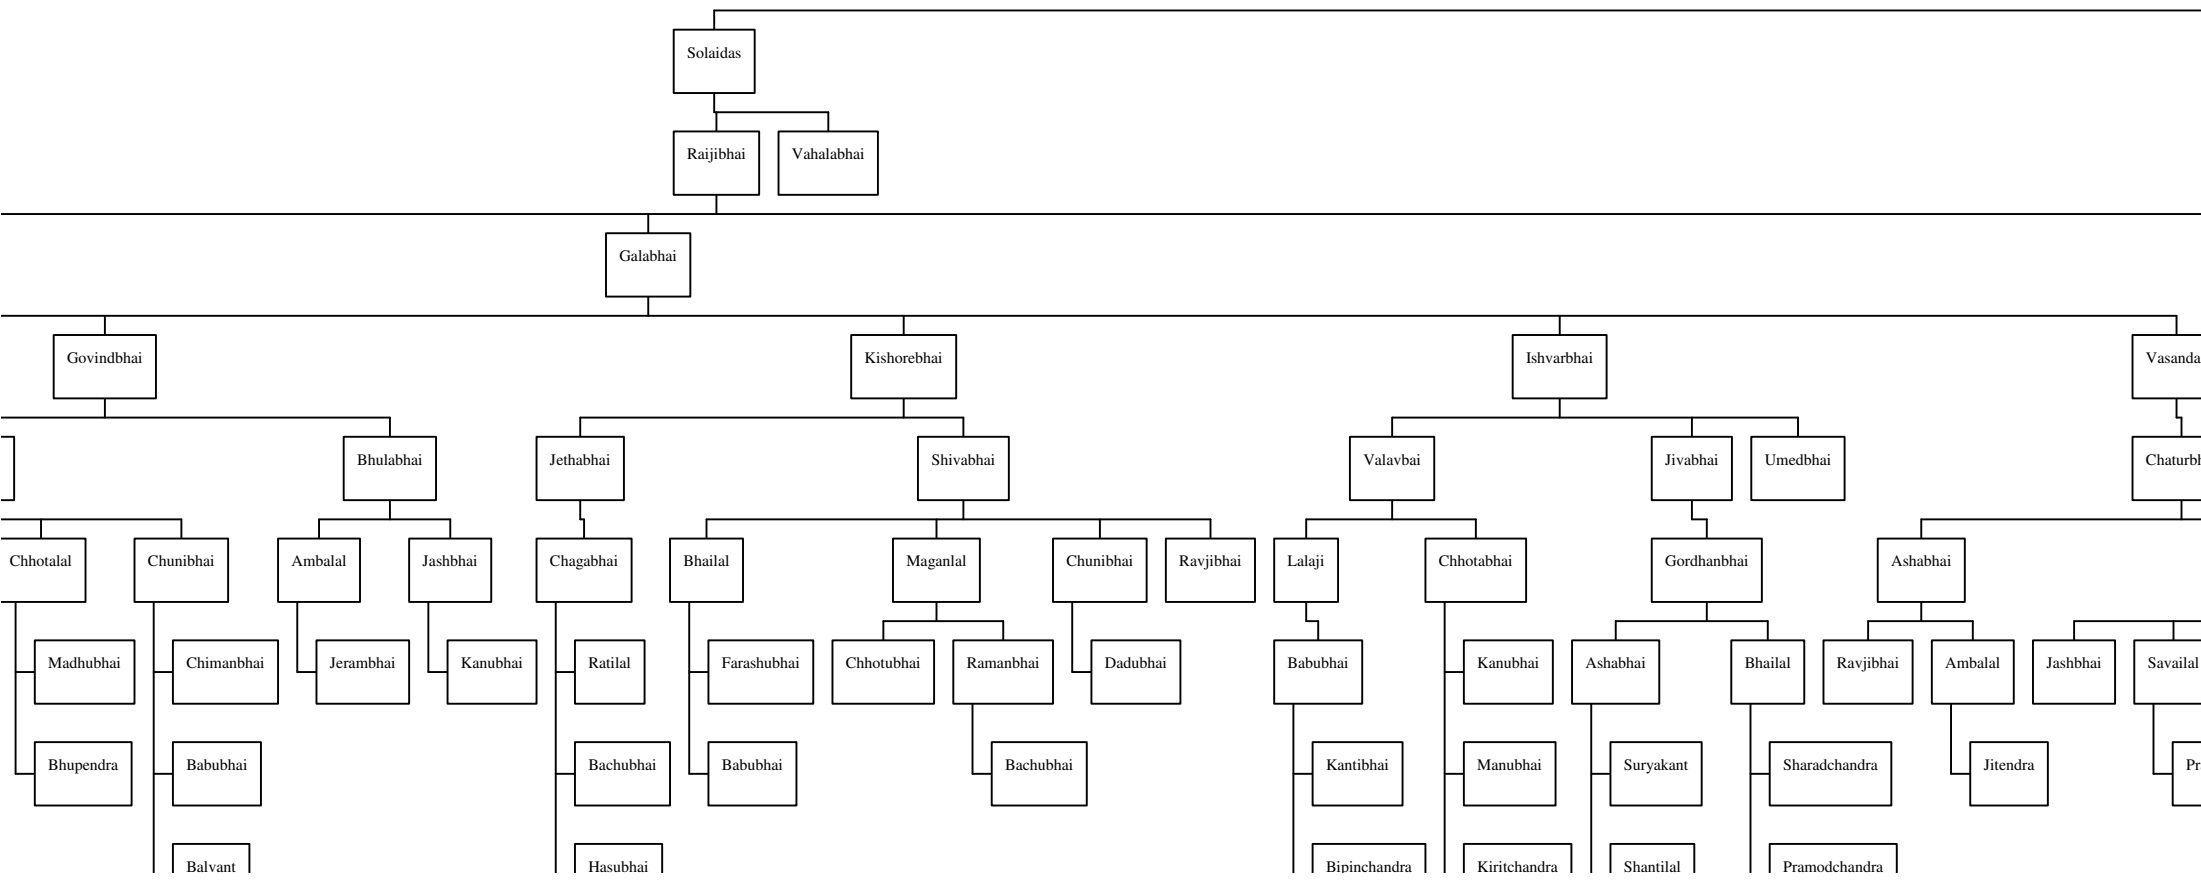 Solaidas
Raijibhai
Vahalabhai
Galabhai
Govindbhai
Kishorebhai
Ishvarbhai
Vasanda
Bhulabhai
Jethabhai
Shivabhai
Valavbai
Jivabhai
Umedbhai
Chaturbh
Chhotalal
Chunibhai
Ambalal
Jashbhai
Chagabhai
Bhailal
Maganlal
Chunibhai
Ravjibhai
Lalaji
Chhotabhai
Gordhanbhai
Ashabhai
Madhubhai
Chimanbhai
Jerambhai
Kanubhai
Ratilal
Farashubhai
Chhotubhai
Ramanbhai
Dadubhai
Babubhai
Kanubhai
Ashabhai
Bhailal
Ravjibhai
Ambalal
Jashbhai
Savailal
Bhupendra
Babubhai
Bachubhai
Babubhai
Bachubhai
Kantibhai
Manubhai
Suryakant
Sharadchandra
Jitendra
Pr
Balvant
Hasubhai
Bipinchandra
Kiritchandra
Shantilal
Pramodchandra